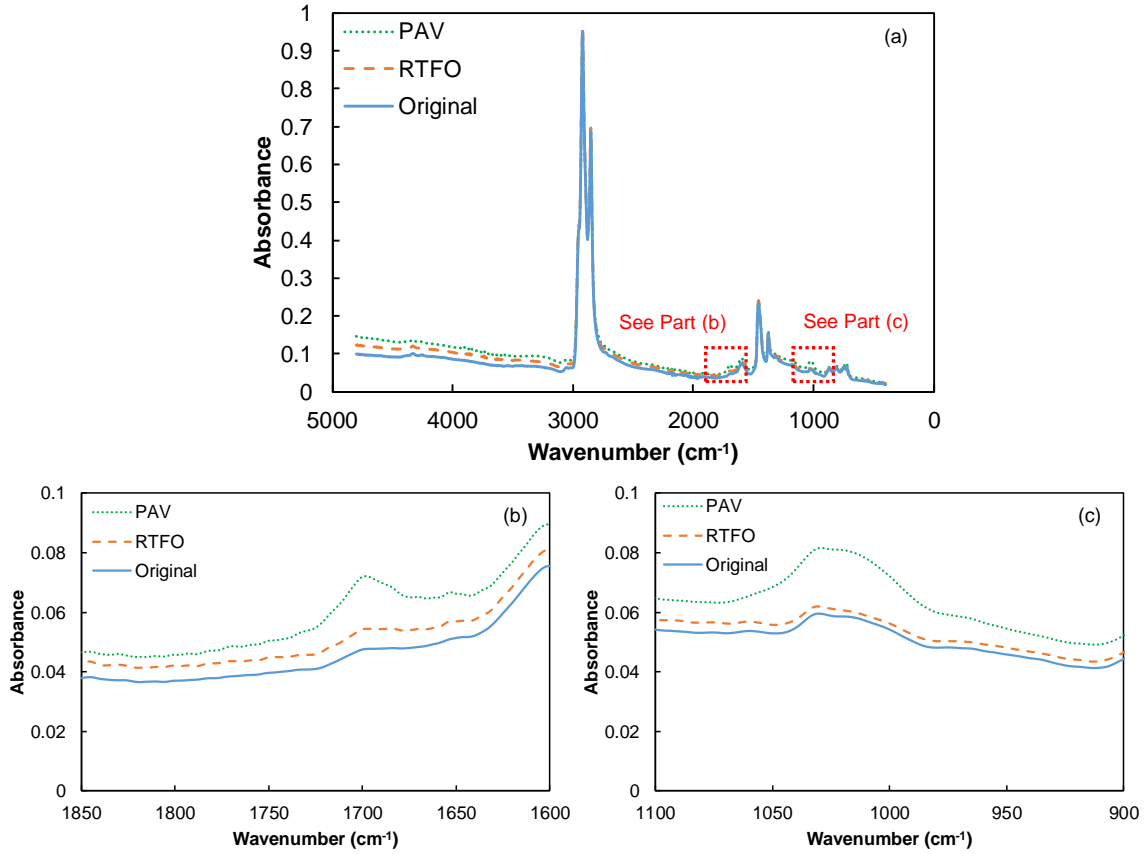 (a)
PAV
RTFO
Original
Absorbance
1
0.9
0.8
0.7
0.6
0.5
0.4
0.3
0.2
0.1
0
See Part (b)
See Part (c)
5000 4000 3000 2000 1000 0
Wavenumber (cm-1)
(b)
PAV
RTFO
Original
Absorbance
0.1
0.08
0.06
0.04
0.02
0
1850 1800 1750 1700 1650 1600
Wavenumber (cm-1)
(c)
PAV
RTFO
Original
Absorbance
0.1
0.08
0.06
0.04
0.02
0
1100 1050 1000 950 900
Wavenumber (cm-1)